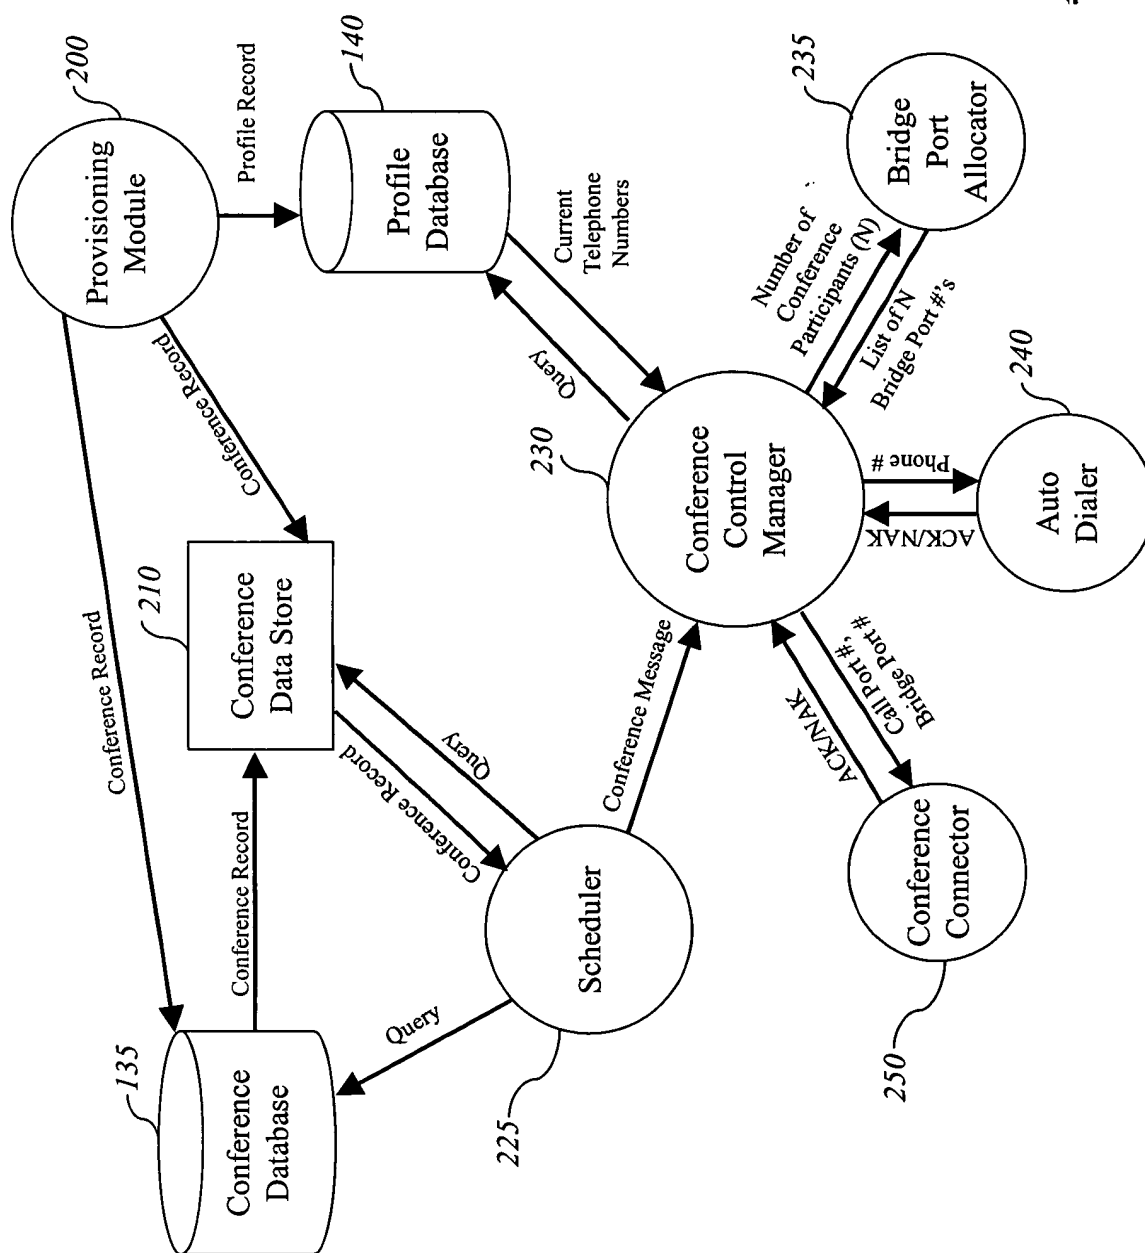 135
Conference
Database
Conference Record
Conference Record
Query
210
Conference
Data Store
Conference Record
Query
Conference Record
200
Provisioning
Module
Profile Record
140
Profile
Database
Current
Telephone
Numbers
Query
225
Scheduler
Conference Message
230
Conference
Control
Manager
Number of
Conference
Participants (N)
List of N
Bridge Port #'s
235
Bridge
Port
Allocator
Phone #
ACK/NAK
240
Auto
Dialer
ACK/NAK
Call Port #,
Bridge Port #
250
Conference
Connector